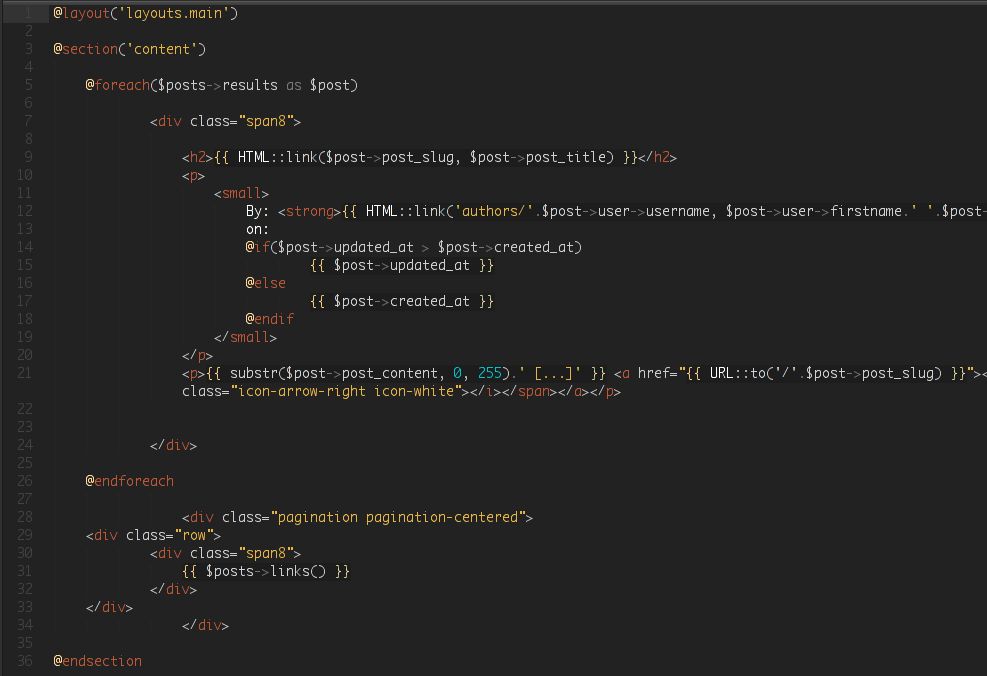 1 @layout('layouts.main')
2
3 @section('content')
4
5     @foreach($posts->results as $post)
6
7             <div class="span8">
8
9                 <h2>{{ HTML::link($post->post_slug, $post->post_title) }}</h2>
10                 <p>
11                     <small>
12                         By: <strong>{{ HTML::link('authors/'.$post->user->username, $post->user->firstname.' '.$post-
13                         on:
14                         @if($post->updated_at > $post->created_at)
15                                 {{ $post->updated_at }}
16                         @else
17                                 {{ $post->created_at }}
18                         @endif
19                     </small>
20                 </p>
21                 <p>{{ substr($post->post_content, 0, 255).' [...]' }} <a href="{{ URL::to('/'.$post->post_slug) }}"><
                class="icon-arrow-right icon-white"></i></span></a></p>
22
23
24             </div>
25
26     @endforeach
27
28                 <div class="pagination pagination-centered">
29     <div class="row">
30             <div class="span8">
31                 {{ $posts->links() }}
32             </div>
33     </div>
34                 </div>
35
36 @endsection